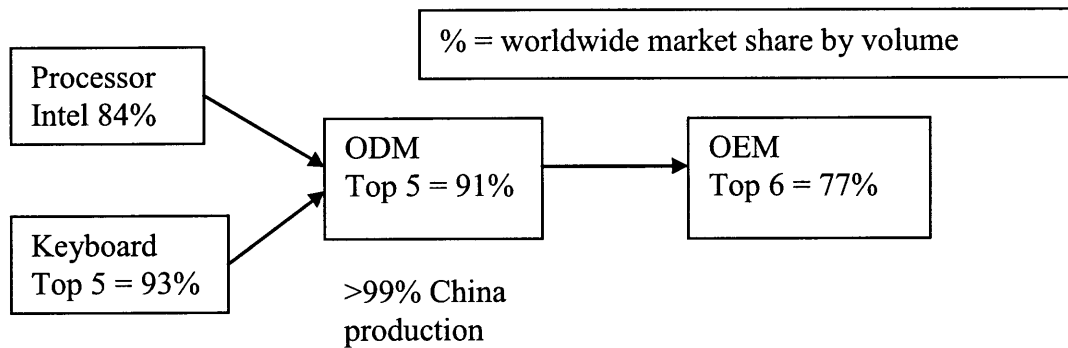 % = worldwide market share by volume
Processor
Intel 84%
ODM
Top 5 = 91%
OEM
Top 6 = 77%
Keyboard
Top 5 = 93%
>99% China
production